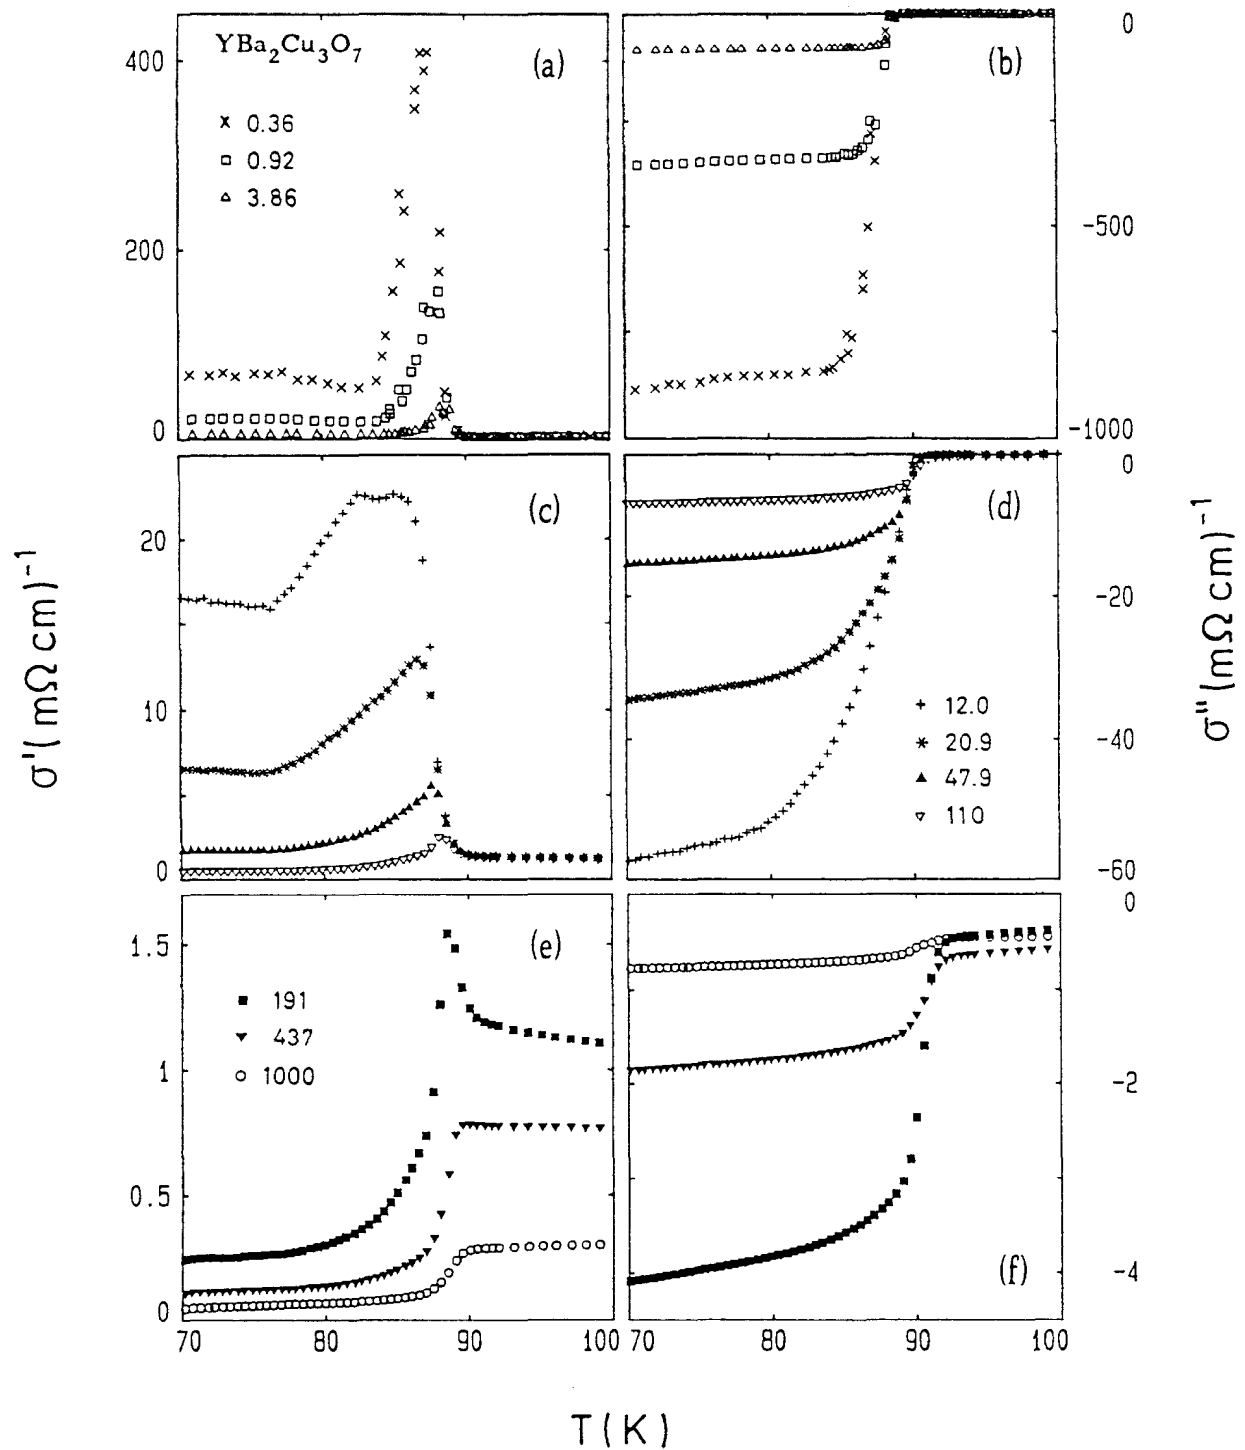 YBa2Cu3O7
(a)
× 0.36
□ 0.92
△ 3.86
400
200
0
(b)
0
-500
-1000
(c)
20
10
0
(d)
+ 12.0
* 20.9
▲ 47.9
▽ 110
0
-20
-40
-60
σ'(mΩ cm)⁻¹
σ''(mΩ cm)⁻¹
(e)
■ 191
▼ 437
○ 1000
1.5
1
0.5
0
(f)
0
-2
-4
70 80 90 100
70 80 90 100
T(K)